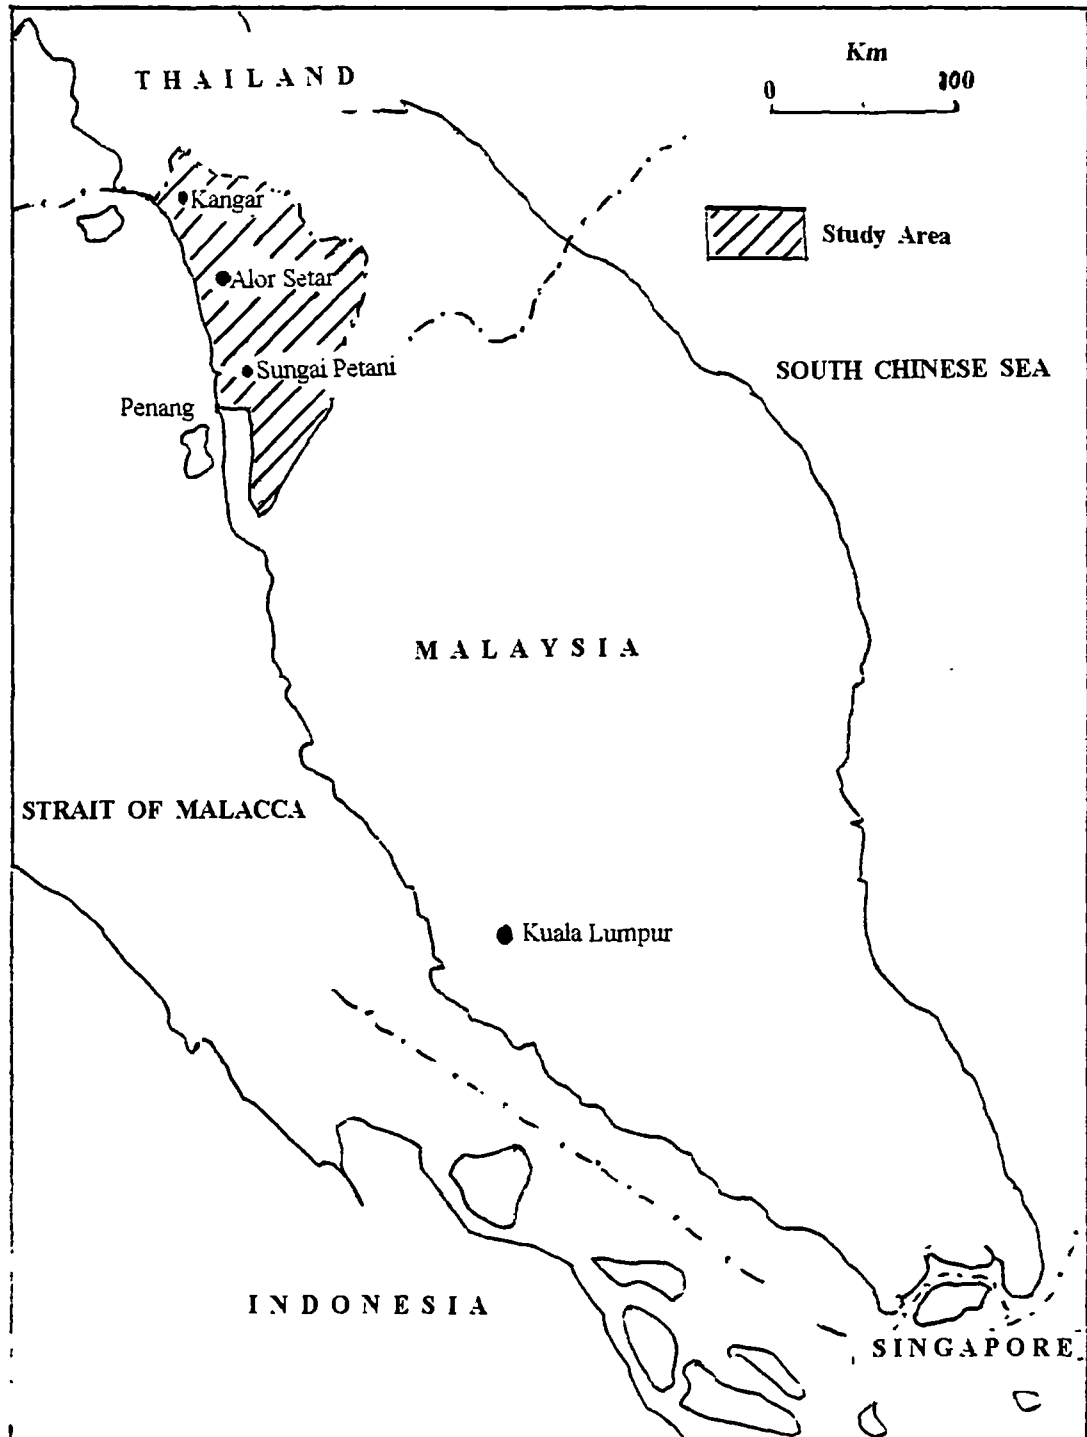 THAILAND
Km
0
Kangar
Study Area
Alor Setar
Sungai Petani
SOUTH CHINESE SEA
Penang
MALAYSIA
STRAIT OF MALACCA
Kuala Lumpur
INDONESIA
SINGAPORE